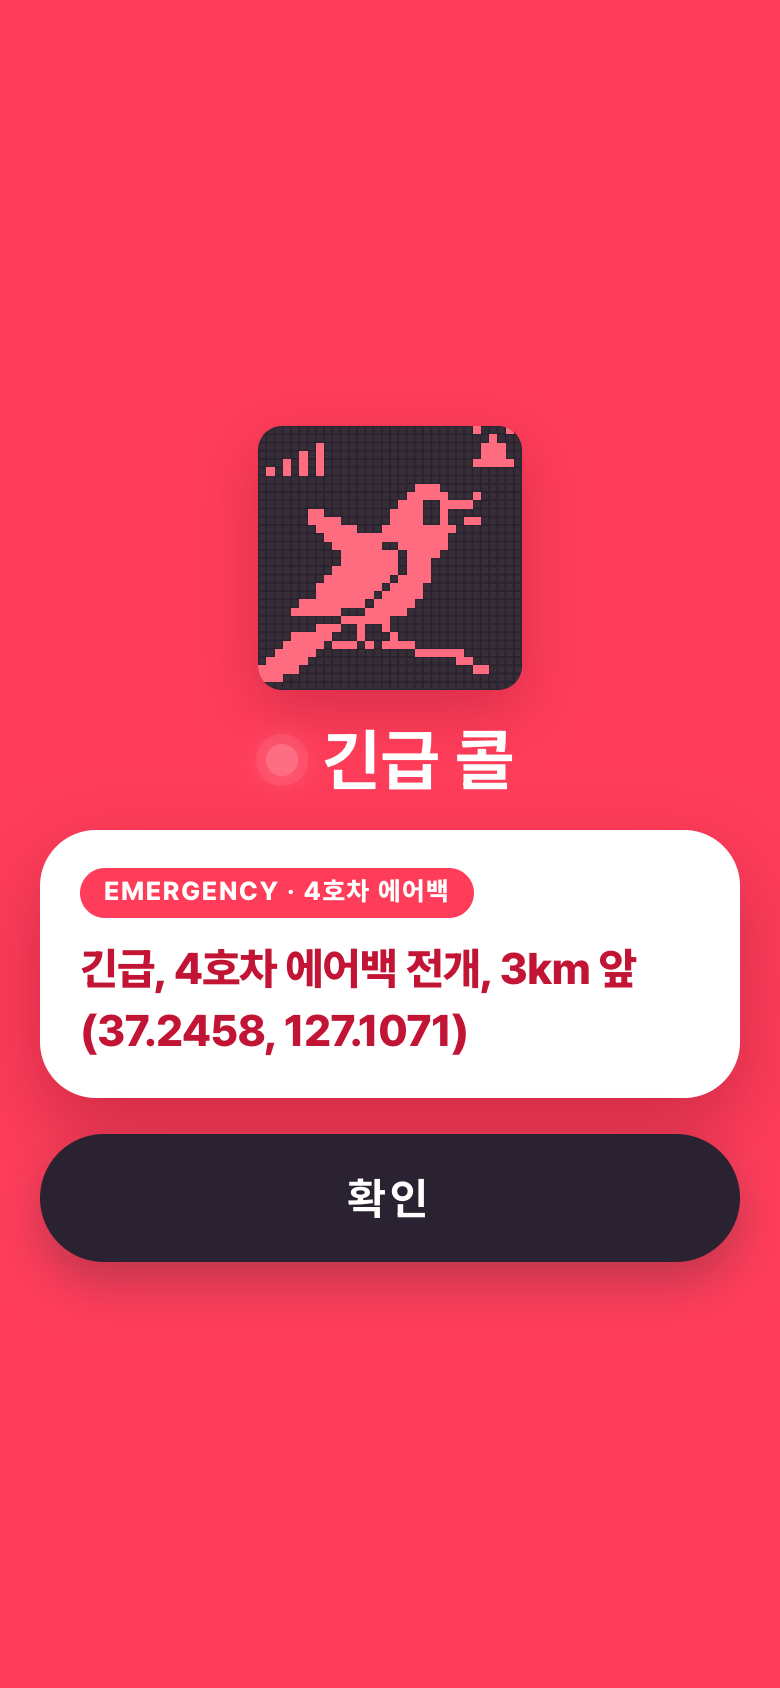 긴급 콜
EMERGENCY · 4호차 에어백
긴급, 4호차 에어백 전개, 3km 앞
(37.2458, 127.1071)
확인